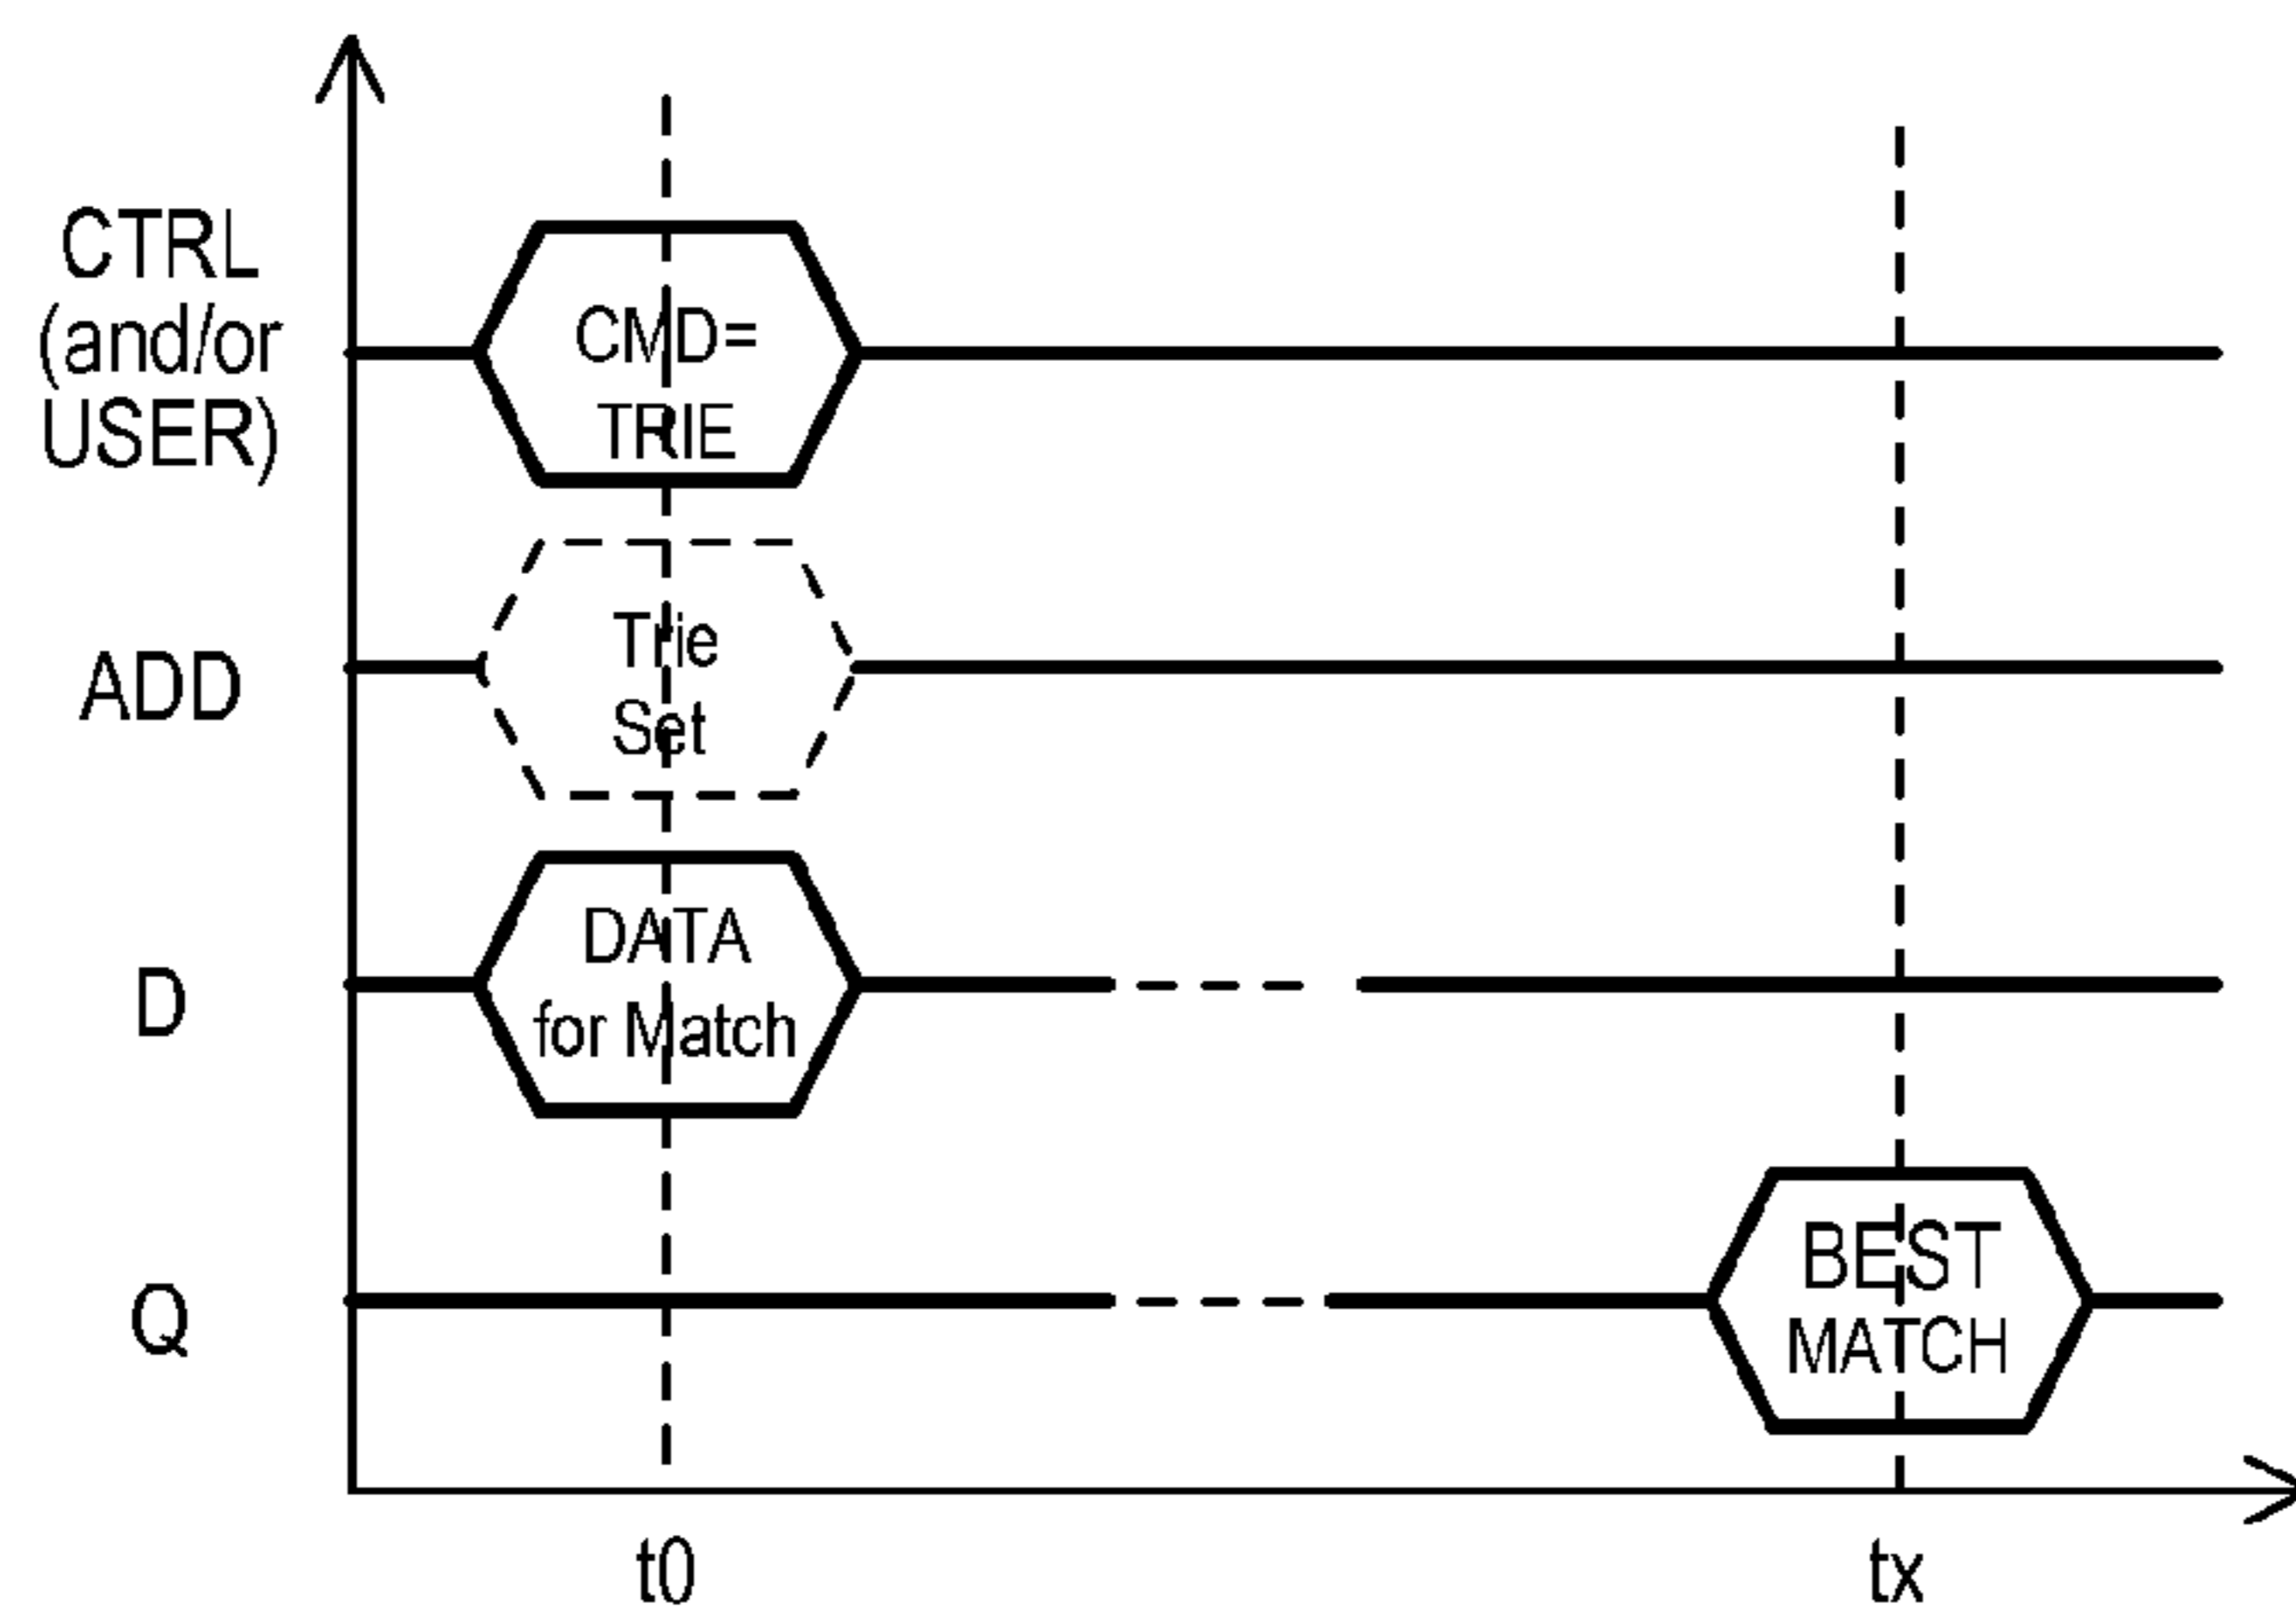 CTRL
(and/or
USER)
CMD=
TRIE
ADD
Trie
Set
D
DATA
for Match
Q
BEST
MATCH
t0
tx